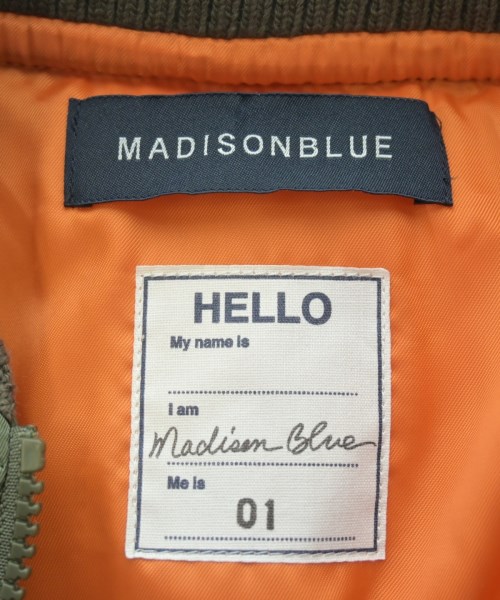 MADISONBLUE
HELLO
My name is
I am
Madison Blue
Me is
01